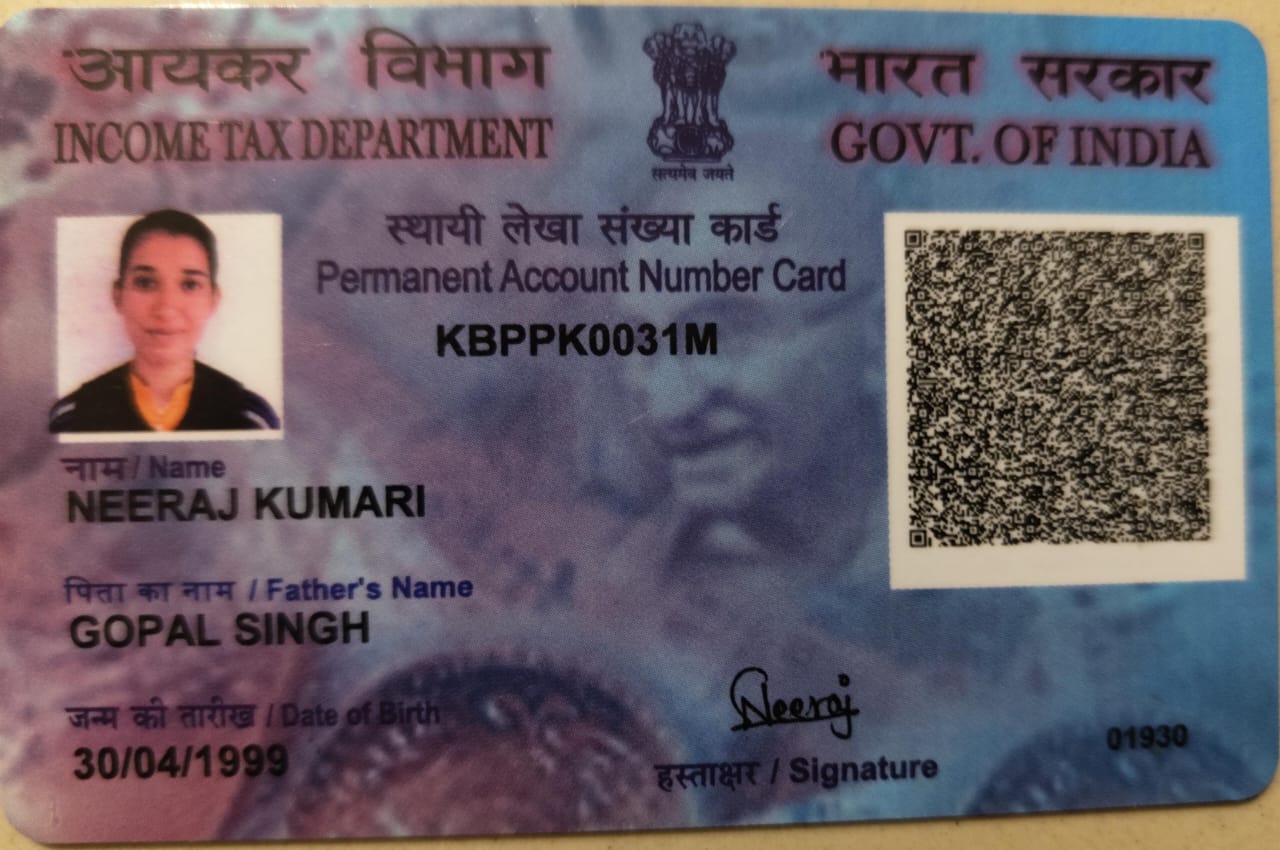 आयकर विभाग
INCOME TAX DEPARTMENT
सत्यमेव जयते
भारत सरकार
GOVT. OF INDIA
स्थायी लेखा संख्या कार्ड
Permanent Account Number Card
KBPPK0031M
नाम / Name
NEERAJ KUMARI
पिता का नाम / Father's Name
GOPAL SINGH
जन्म की तारीख / Date of Birth
30/04/1999
Neeraj
हस्ताक्षर / Signature
01930